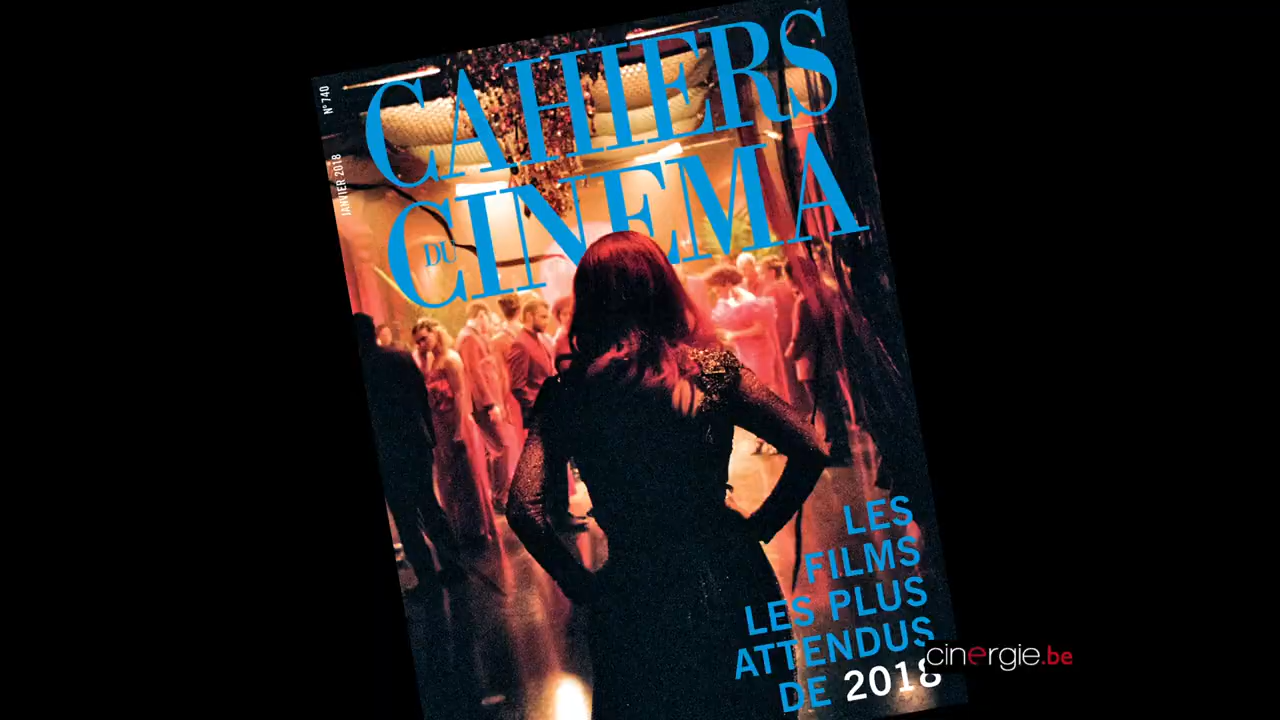 N° 740
JANVIER 2018
CAHIERS
DU CINEMA
LES
FILMS
LES PLUS
ATTENDUS
DE 2018
cinergie.be